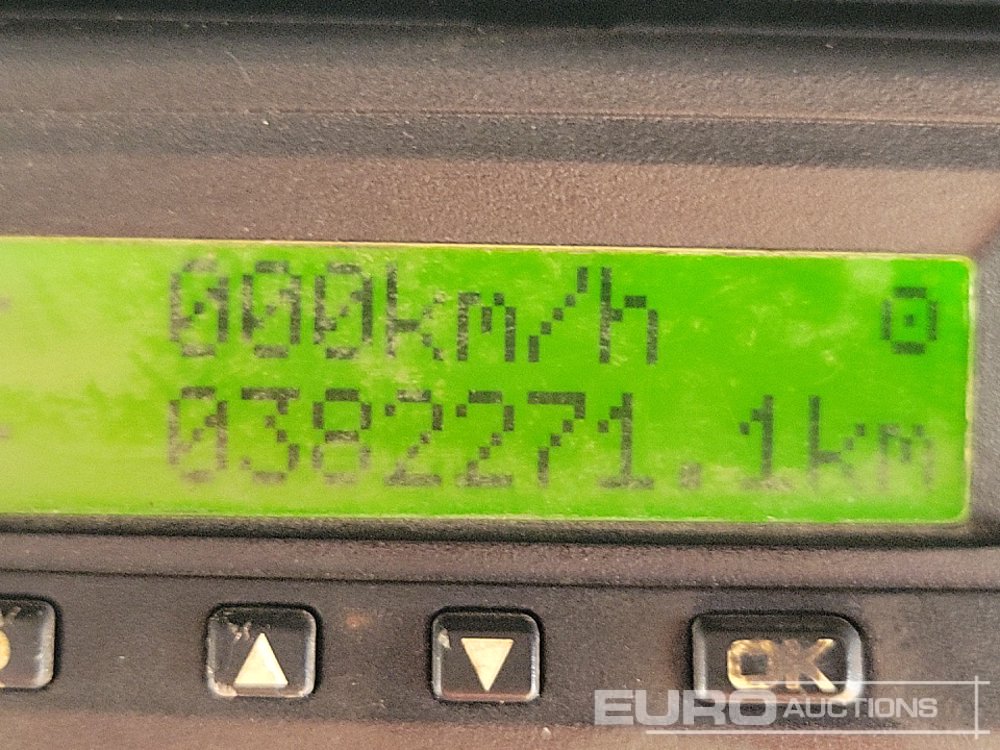 000km/h
0382271.1km
OK
EURO AUCTIONS